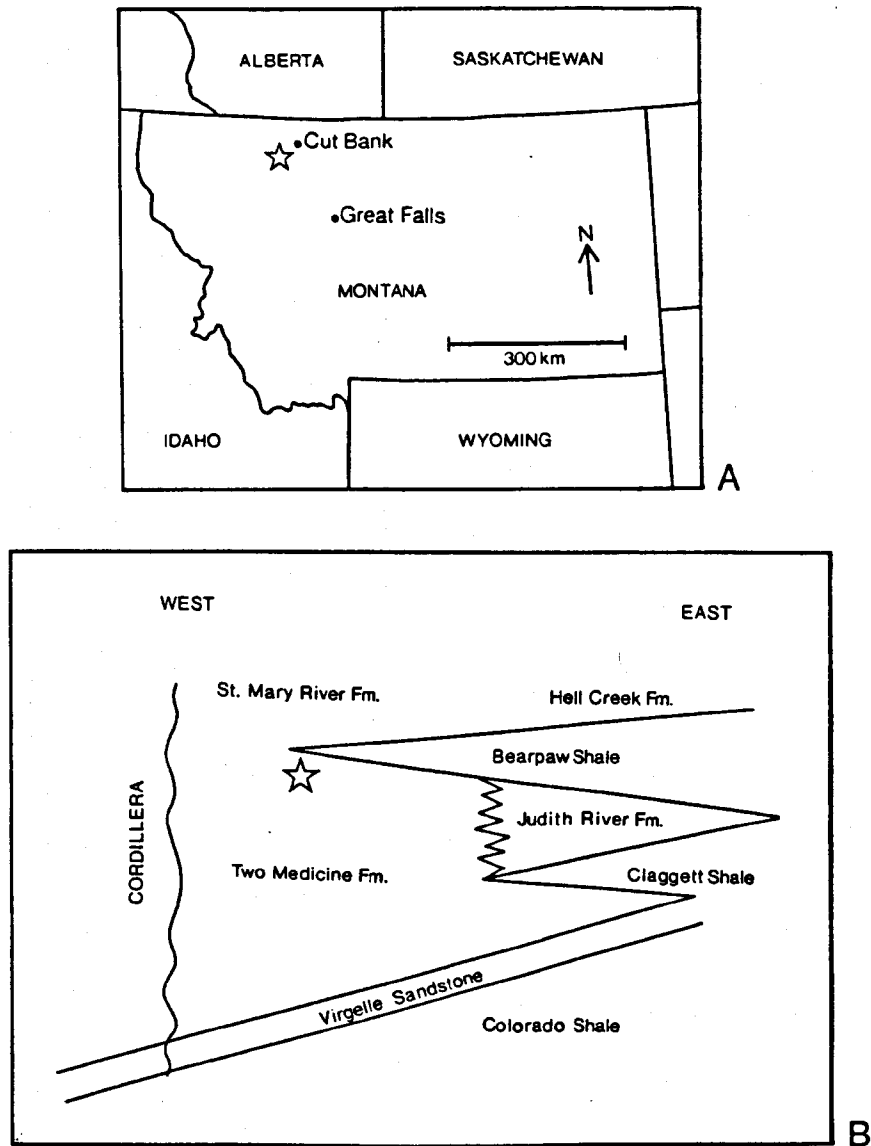 ALBERTA
SASKATCHEWAN
Cut Bank
Great Falls
N
MONTANA
300 km
IDAHO
WYOMING
A
WEST
EAST
St. Mary River Fm.
Hell Creek Fm.
Bearpaw Shale
CORDILLERA
Judith River Fm.
Two Medicine Fm.
Claggett Shale
Virgelle Sandstone
Colorado Shale
B